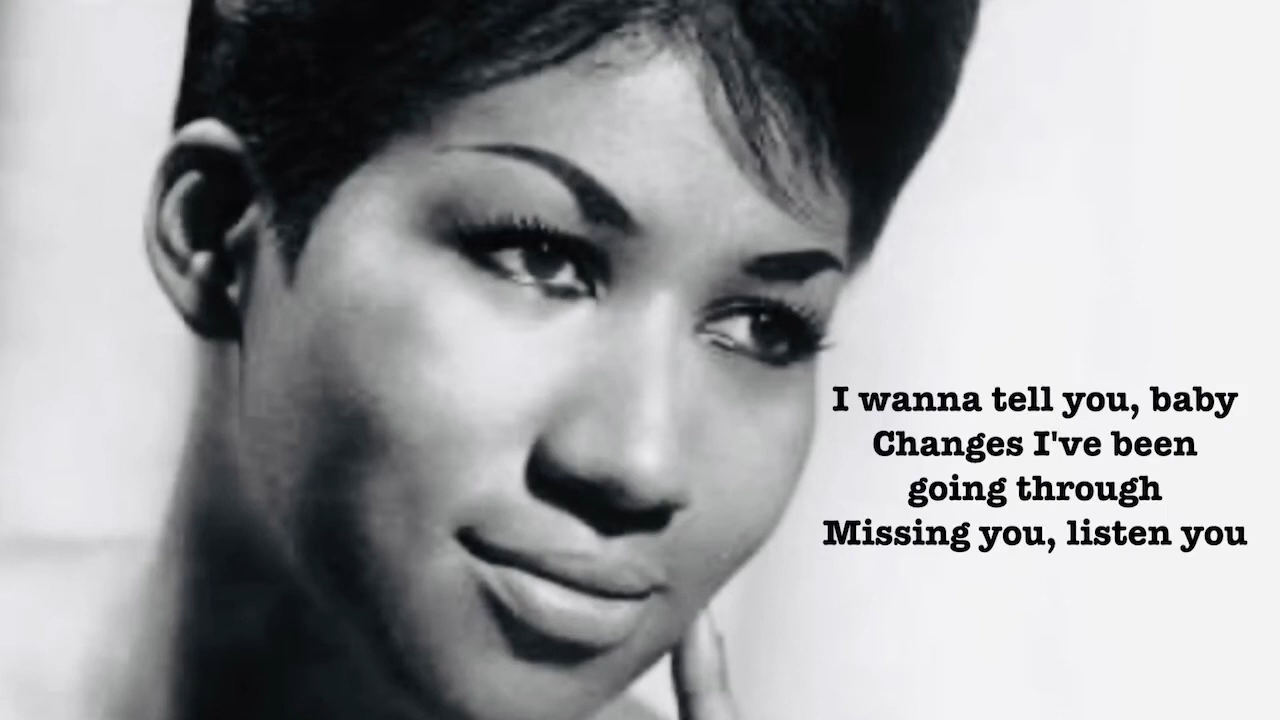 I wanna tell you, baby
Changes I've been
going through
Missing you, listen you